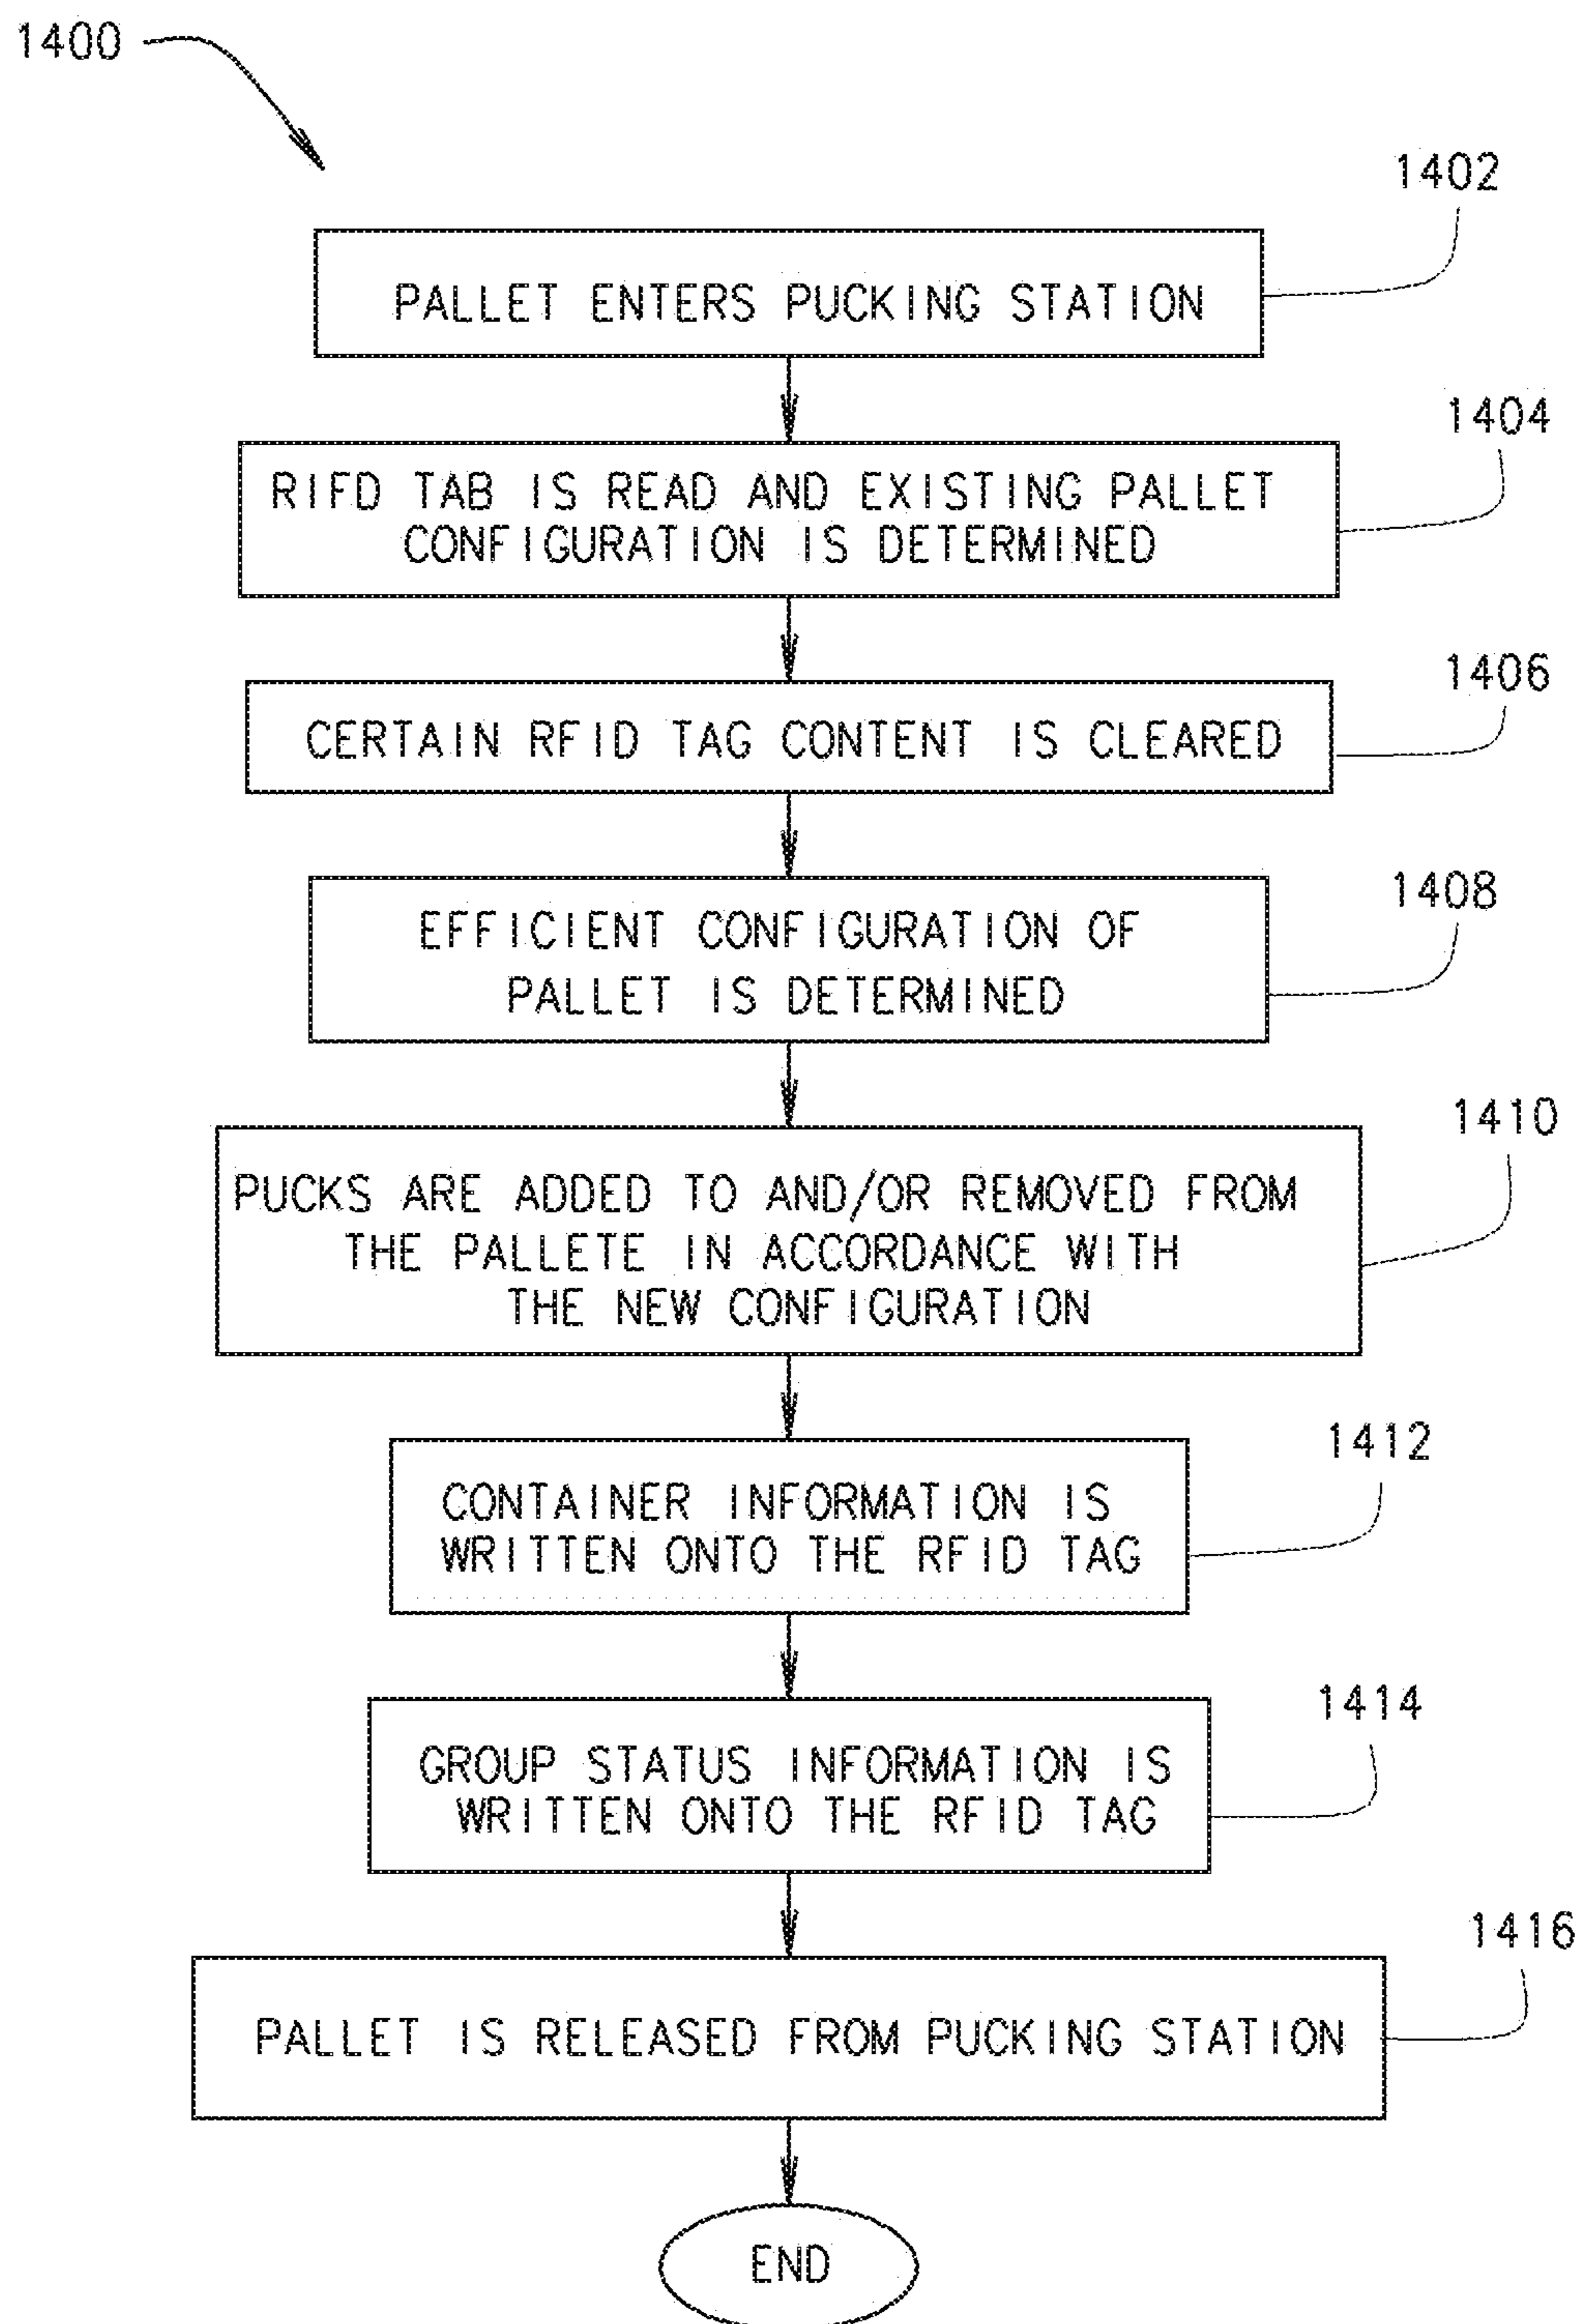 1400
1402
PALLET ENTERS PUCKING STATION
1404
RIFD TAB IS READ AND EXISTING PALLET
CONFIGURATION IS DETERMINED
1406
CERTAIN RFID TAG CONTENT IS CLEARED
1408
EFFICIENT CONFIGURATION OF
PALLET IS DETERMINED
1410
PUCKS ARE ADDED TO AND/OR REMOVED FROM
THE PALLETE IN ACCORDANCE WITH
THE NEW CONFIGURATION
1412
CONTAINER INFORMATION IS
WRITTEN ONTO THE RFID TAG
1414
GROUP STATUS INFORMATION IS
WRITTEN ONTO THE RFID TAG
1416
PALLET IS RELEASED FROM PUCKING STATION
END